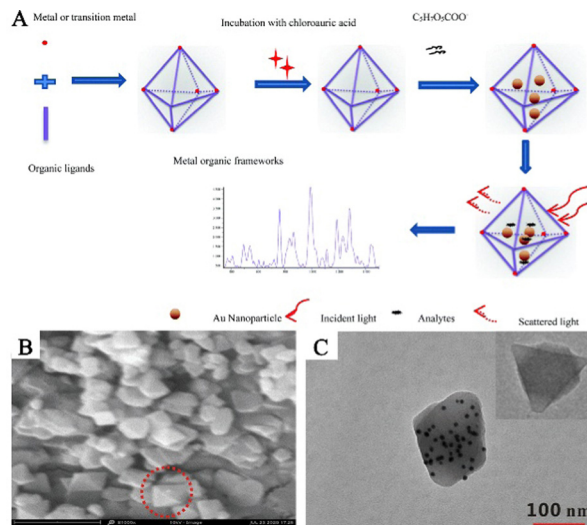 A
Metal or transition metal
Incubation with chloroauric acid
C₅H₇O₅COO⁻
Organic ligands
Metal organic frameworks
Au Nanoparticle
Incident light
Analytes
Scattered light
B
C
100 nm